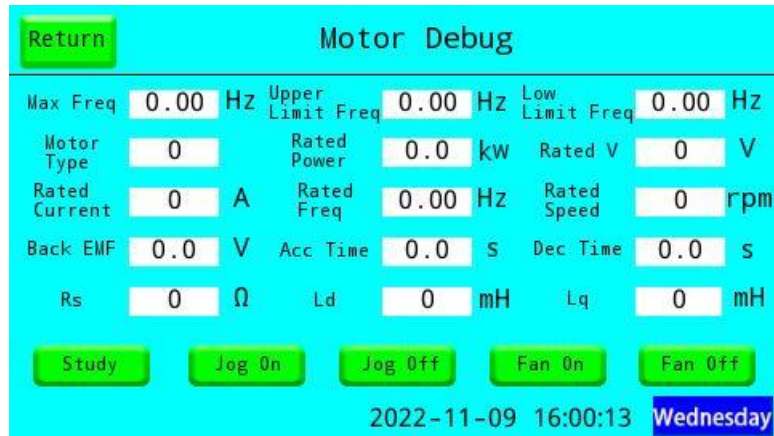 Return
Motor Debug
Max Freq 0.00 Hz Upper Limit Freq 0.00 Hz Low Limit Freq 0.00 Hz
Motor Type 0 Rated Power 0.0 kW Rated V 0 V
Rated Current 0 A Rated Freq 0.00 Hz Rated Speed 0 rpm
Back EMF 0.0 V Acc Time 0.0 s Dec Time 0.0 s
Rs 0 Ω Ld 0 mH Lq 0 mH
Study Jog On Jog Off Fan On Fan Off
2022-11-09 16:00:13 Wednesday